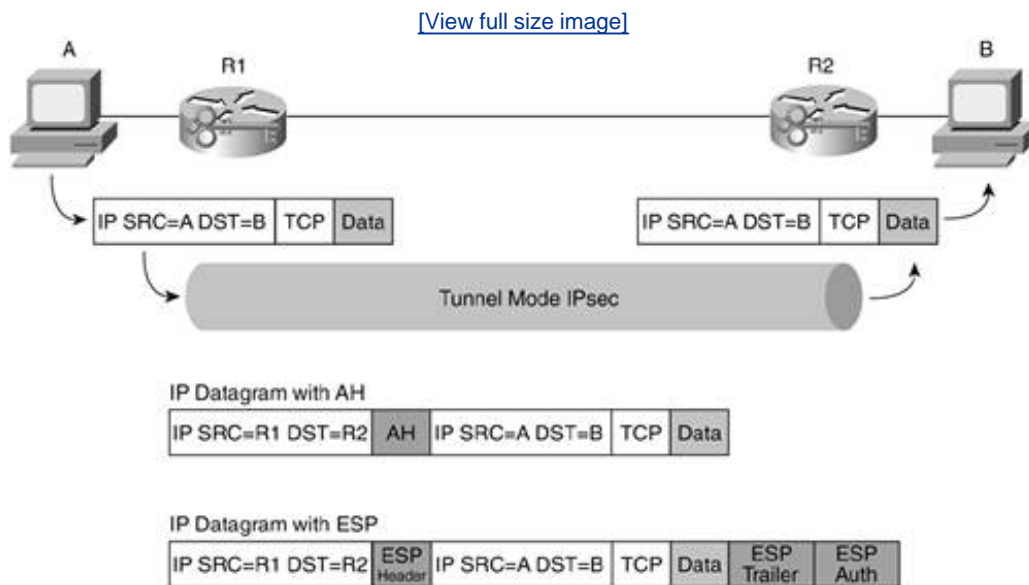 [View full size image]
A
B
R1
R2
IP SRC=A DST=B TCP Data
IP SRC=A DST=B TCP Data
Tunnel Mode IPsec
IP Datagram with AH
IP SRC=R1 DST=R2 AH IP SRC=A DST=B TCP Data
IP Datagram with ESP
IP SRC=R1 DST=R2 ESP Header IP SRC=A DST=B TCP Data ESP Trailer ESP Auth